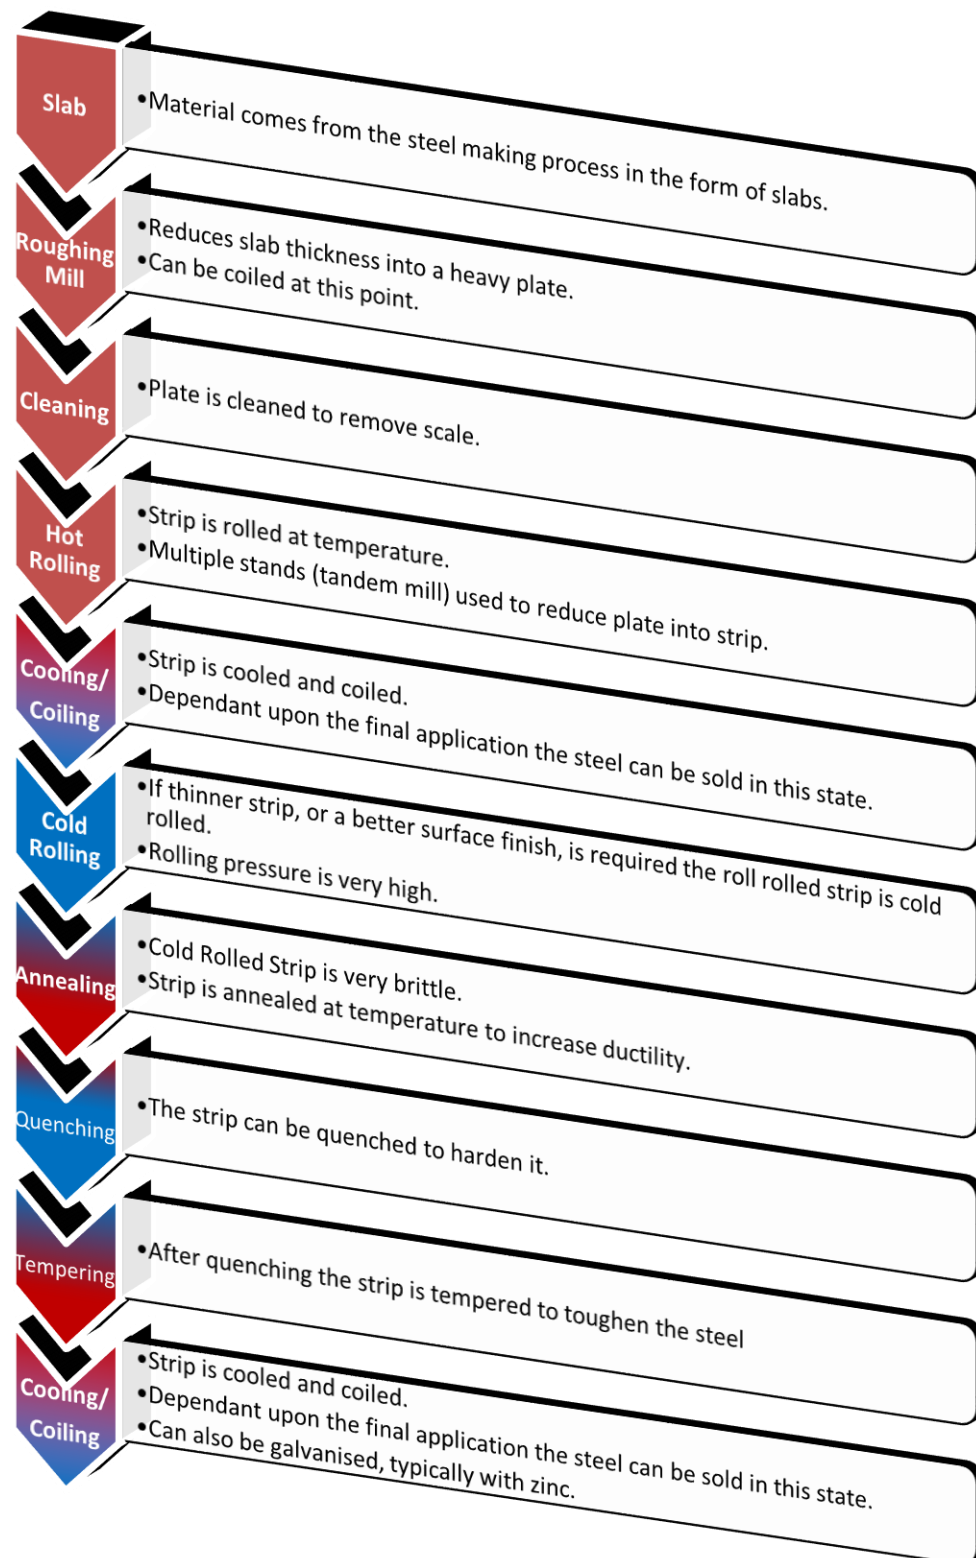 Slab
•Material comes from the steel making process in the form of slabs.
Roughing
Mill
•Reduces slab thickness into a heavy plate.
•Can be coiled at this point.
Cleaning
•Plate is cleaned to remove scale.
Hot
Rolling
•Strip is rolled at temperature.
•Multiple stands (tandem mill) used to reduce plate into strip.
Cooling/
Coiling
•Strip is cooled and coiled.
•Dependant upon the final application the steel can be sold in this state.
Cold
Rolling
•If thinner strip, or a better surface finish, is required the roll rolled strip is cold
rolled.
•Rolling pressure is very high.
Annealing
•Cold Rolled Strip is very brittle.
•Strip is annealed at temperature to increase ductility.
Quenching
•The strip can be quenched to harden it.
Tempering
•After quenching the strip is tempered to toughen the steel
Cooling/
Coiling
•Strip is cooled and coiled.
•Dependant upon the final application the steel can be sold in this state.
•Can also be galvanised, typically with zinc.